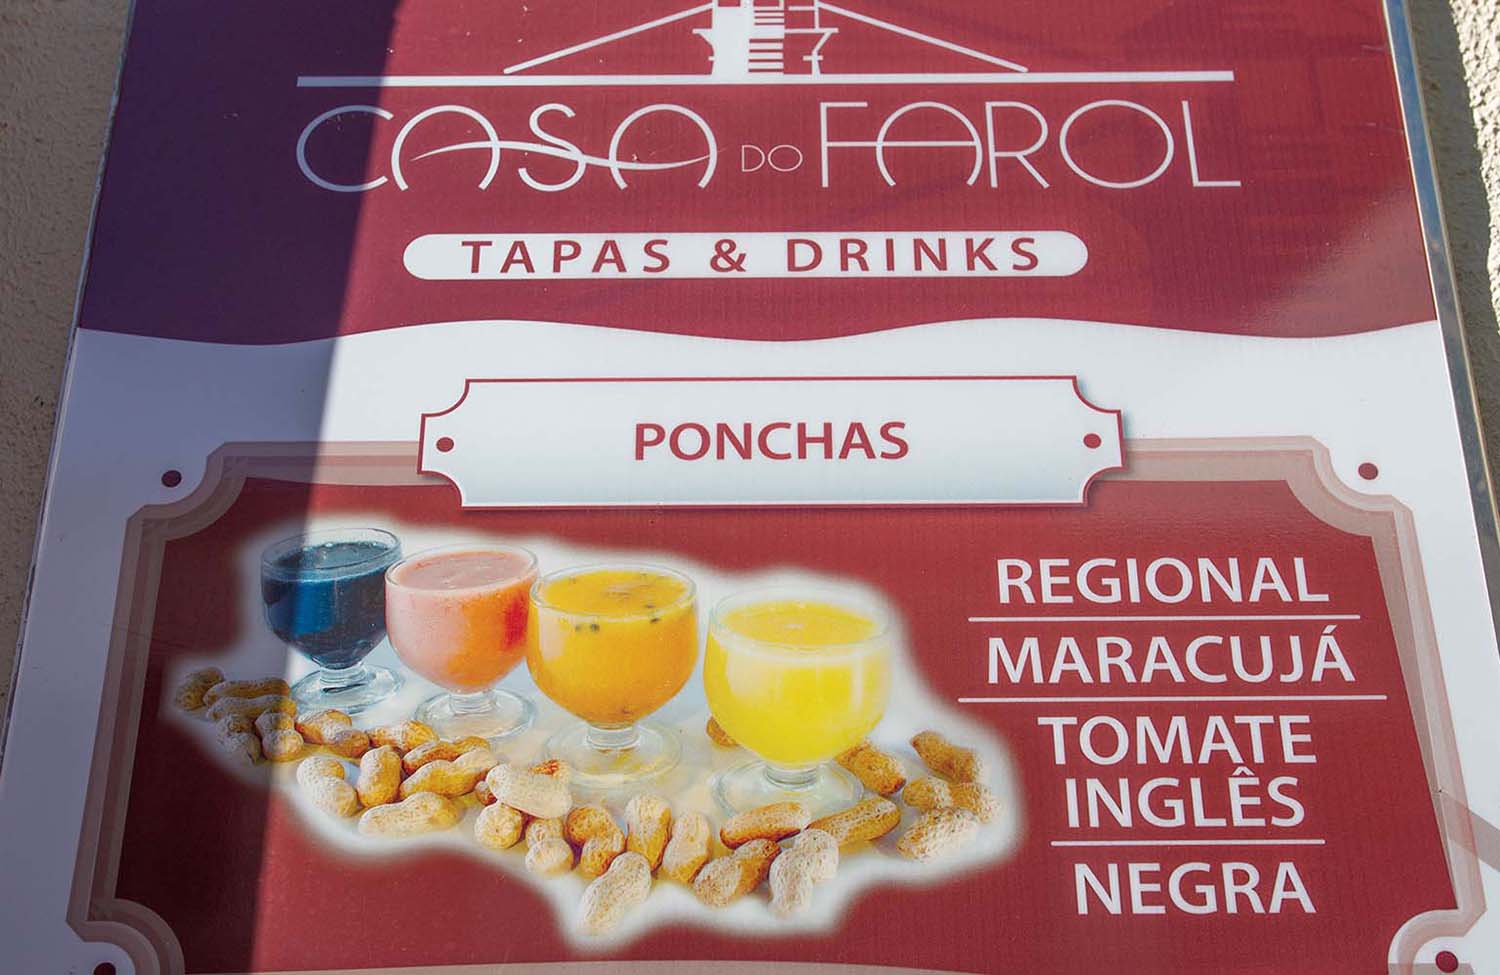 CASA DO FAROL
TAPAS & DRINKS
PONCHAS
REGIONAL
MARACUJÁ
TOMATE
INGLÊS
NEGRA